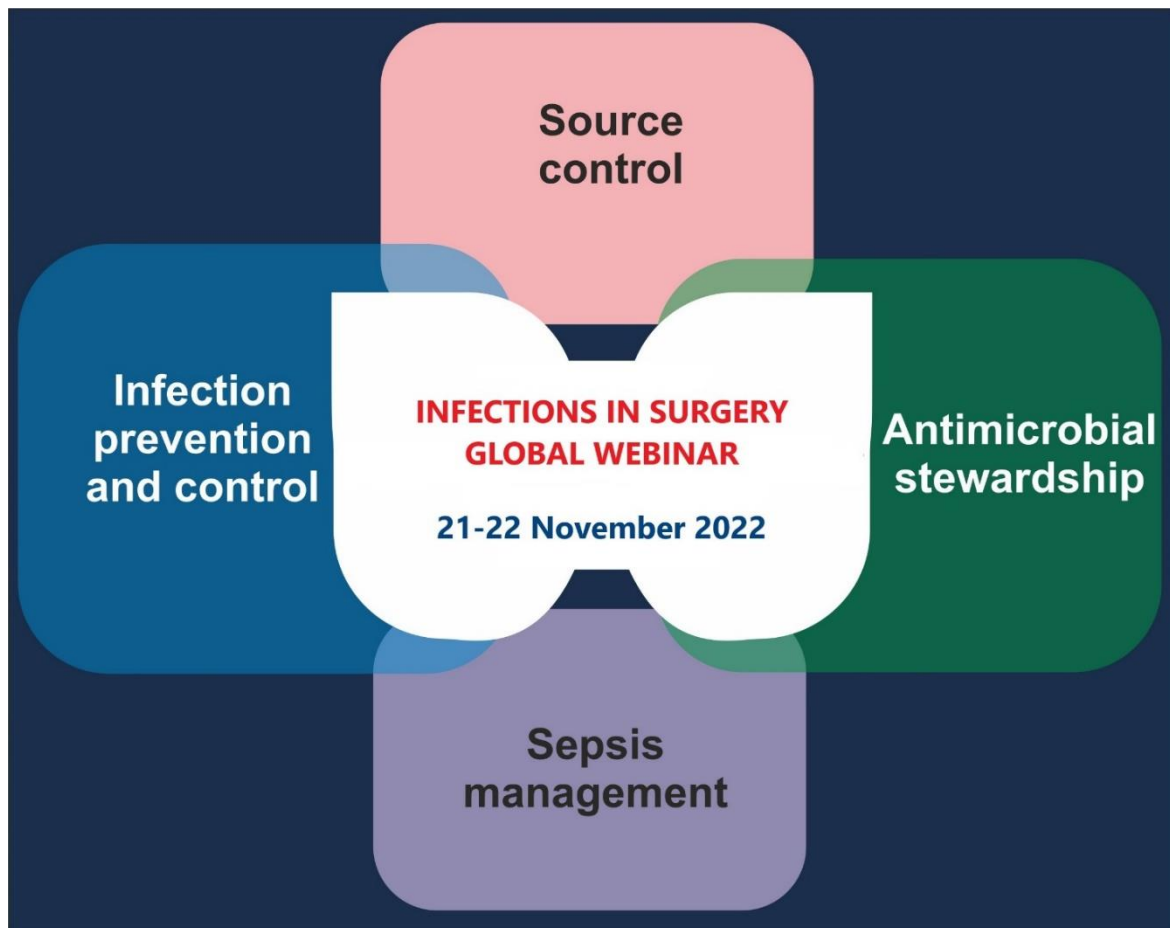 Source
control
Infection
prevention
and control
INFECTIONS IN SURGERY
GLOBAL WEBINAR
21-22 November 2022
Antimicrobial
stewardship
Sepsis
management